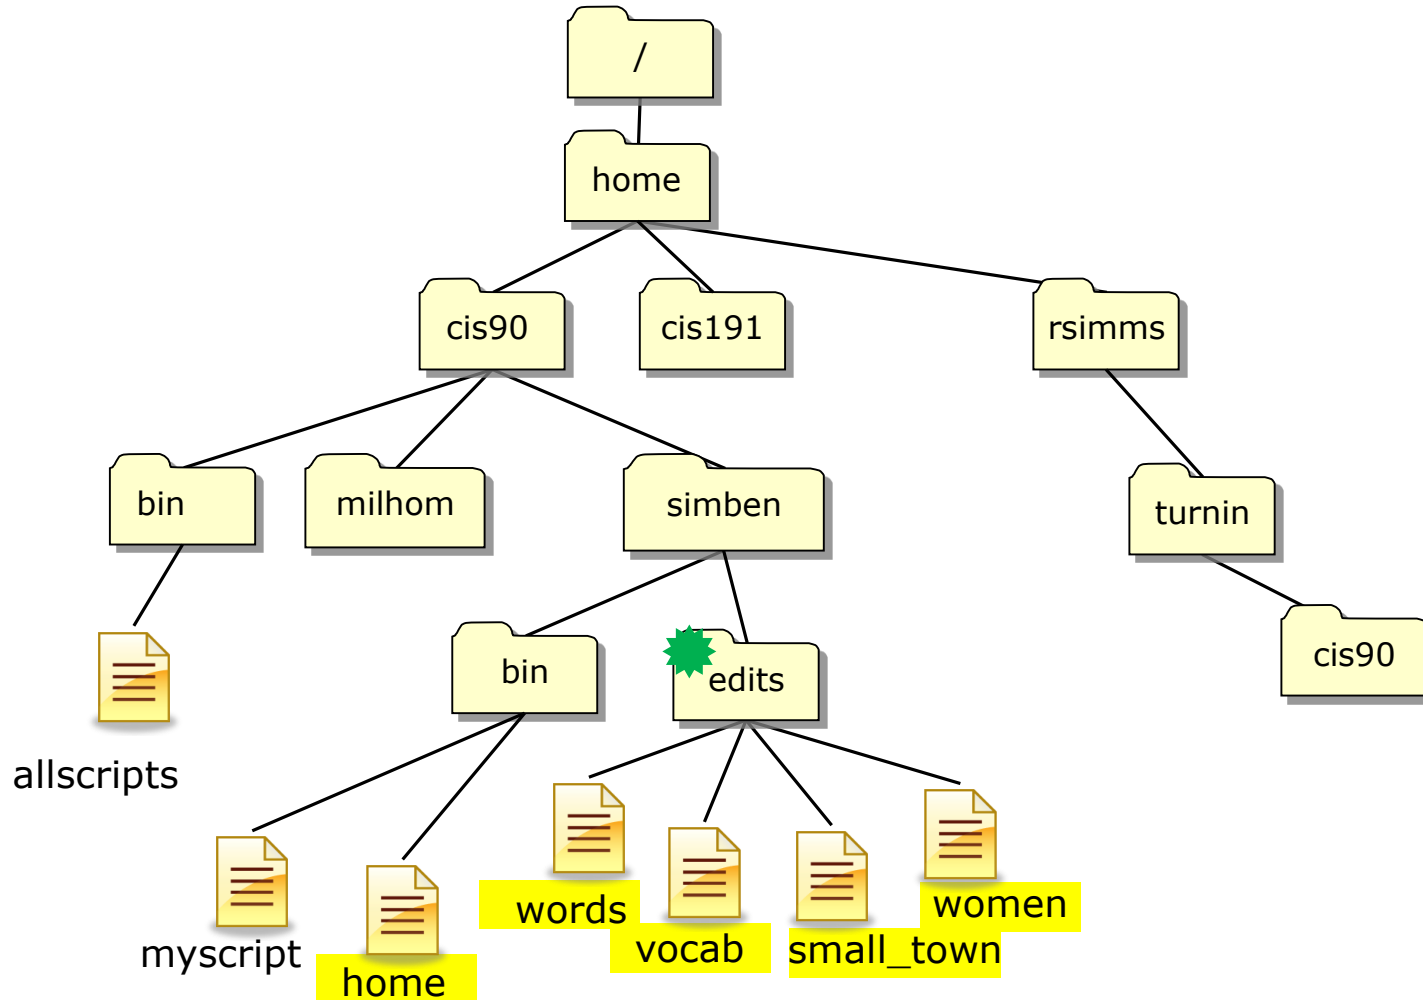 /
home
cis90
cis191
rsimms
bin
milhom
simben
turnin
bin
edits
cis90
allscripts
myscript
home
words
vocab
small_town
women